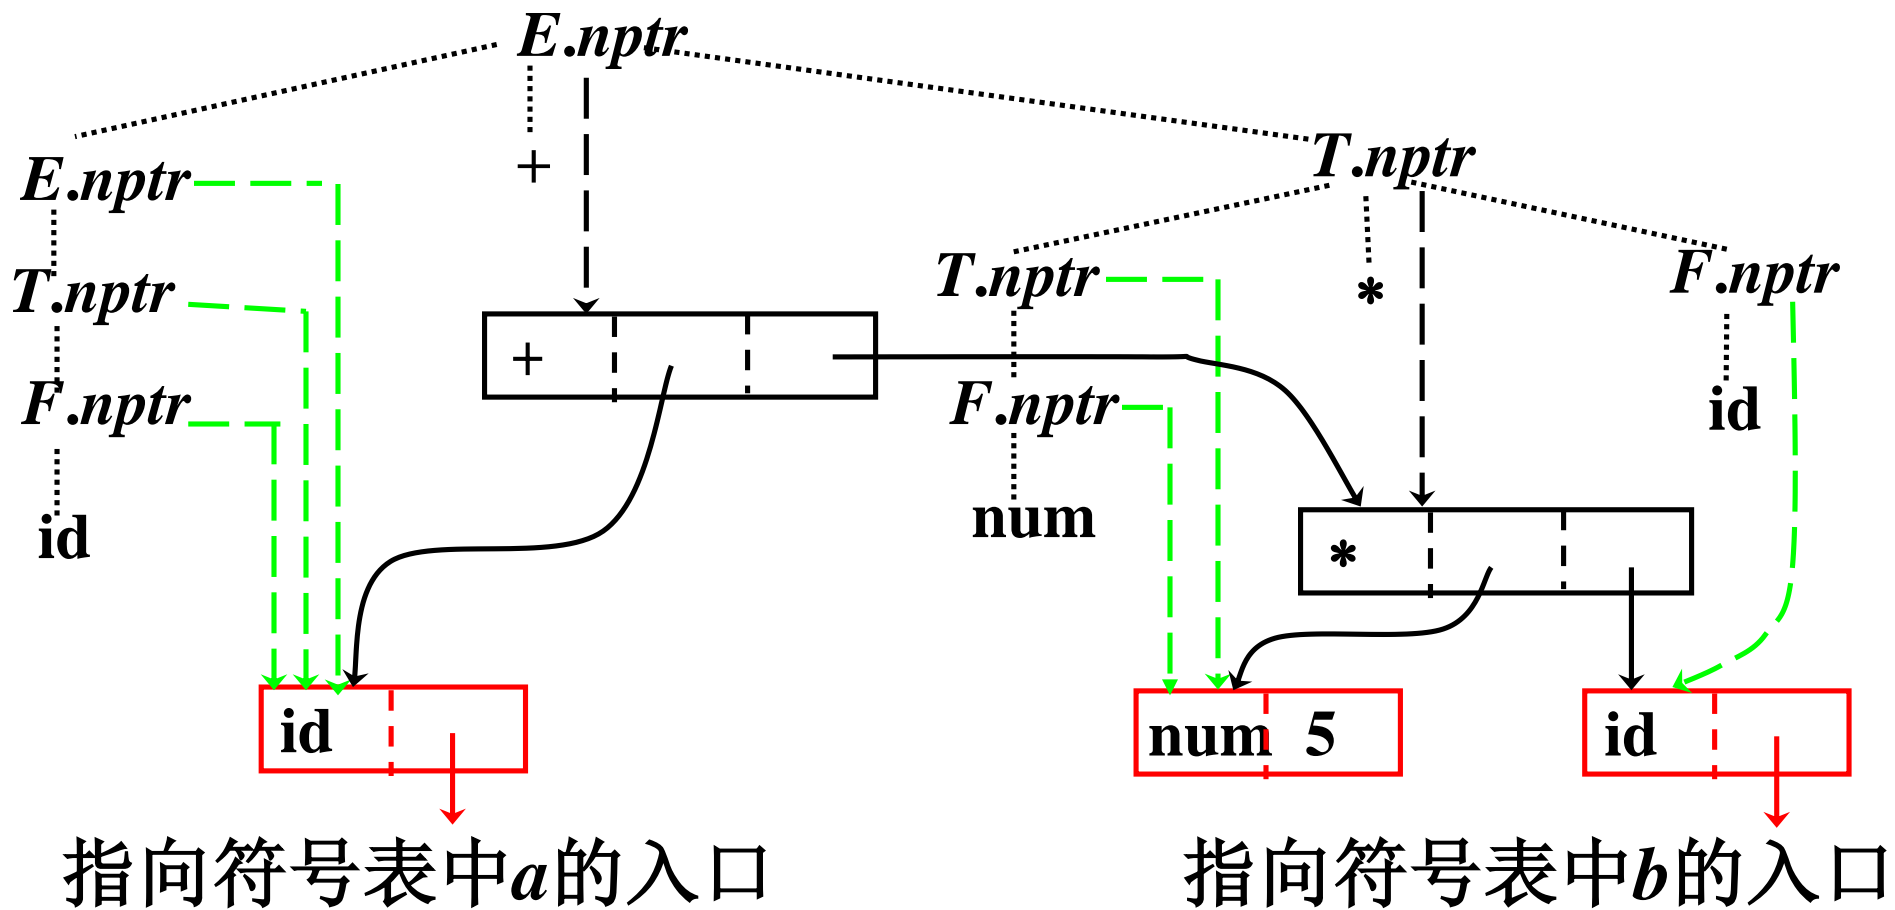 E.nptr
+
T.nptr
E.nptr
T.nptr
*
F.nptr
T.nptr
+
F.nptr
F.nptr
id
num
id
*
id
num 5
id
指向符号表中a的入口
指向符号表中b的入口